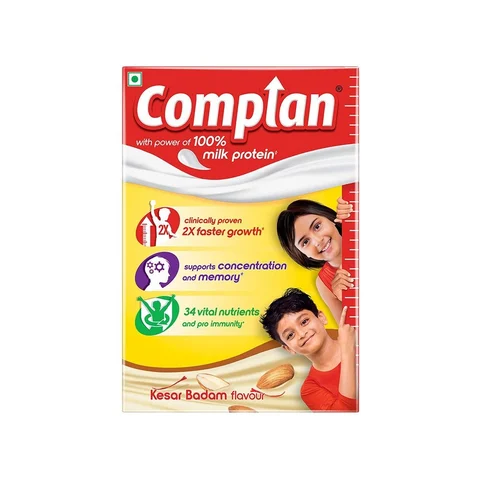 Complan®
with power of 100%
milk protein◊
2X
clinically proven
2X faster growth*
supports concentration
and memory^
34 vital nutrients
and pro immunity~
Kesar Badam flavour